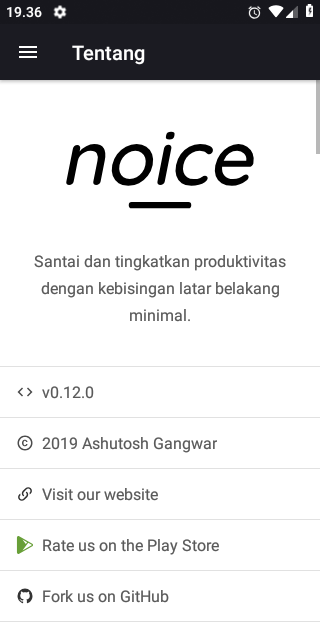 19.36
Tentang
noice
Santai dan tingkatkan produktivitas
dengan kebisingan latar belakang
minimal.
v0.12.0
2019 Ashutosh Gangwar
Visit our website
Rate us on the Play Store
Fork us on GitHub